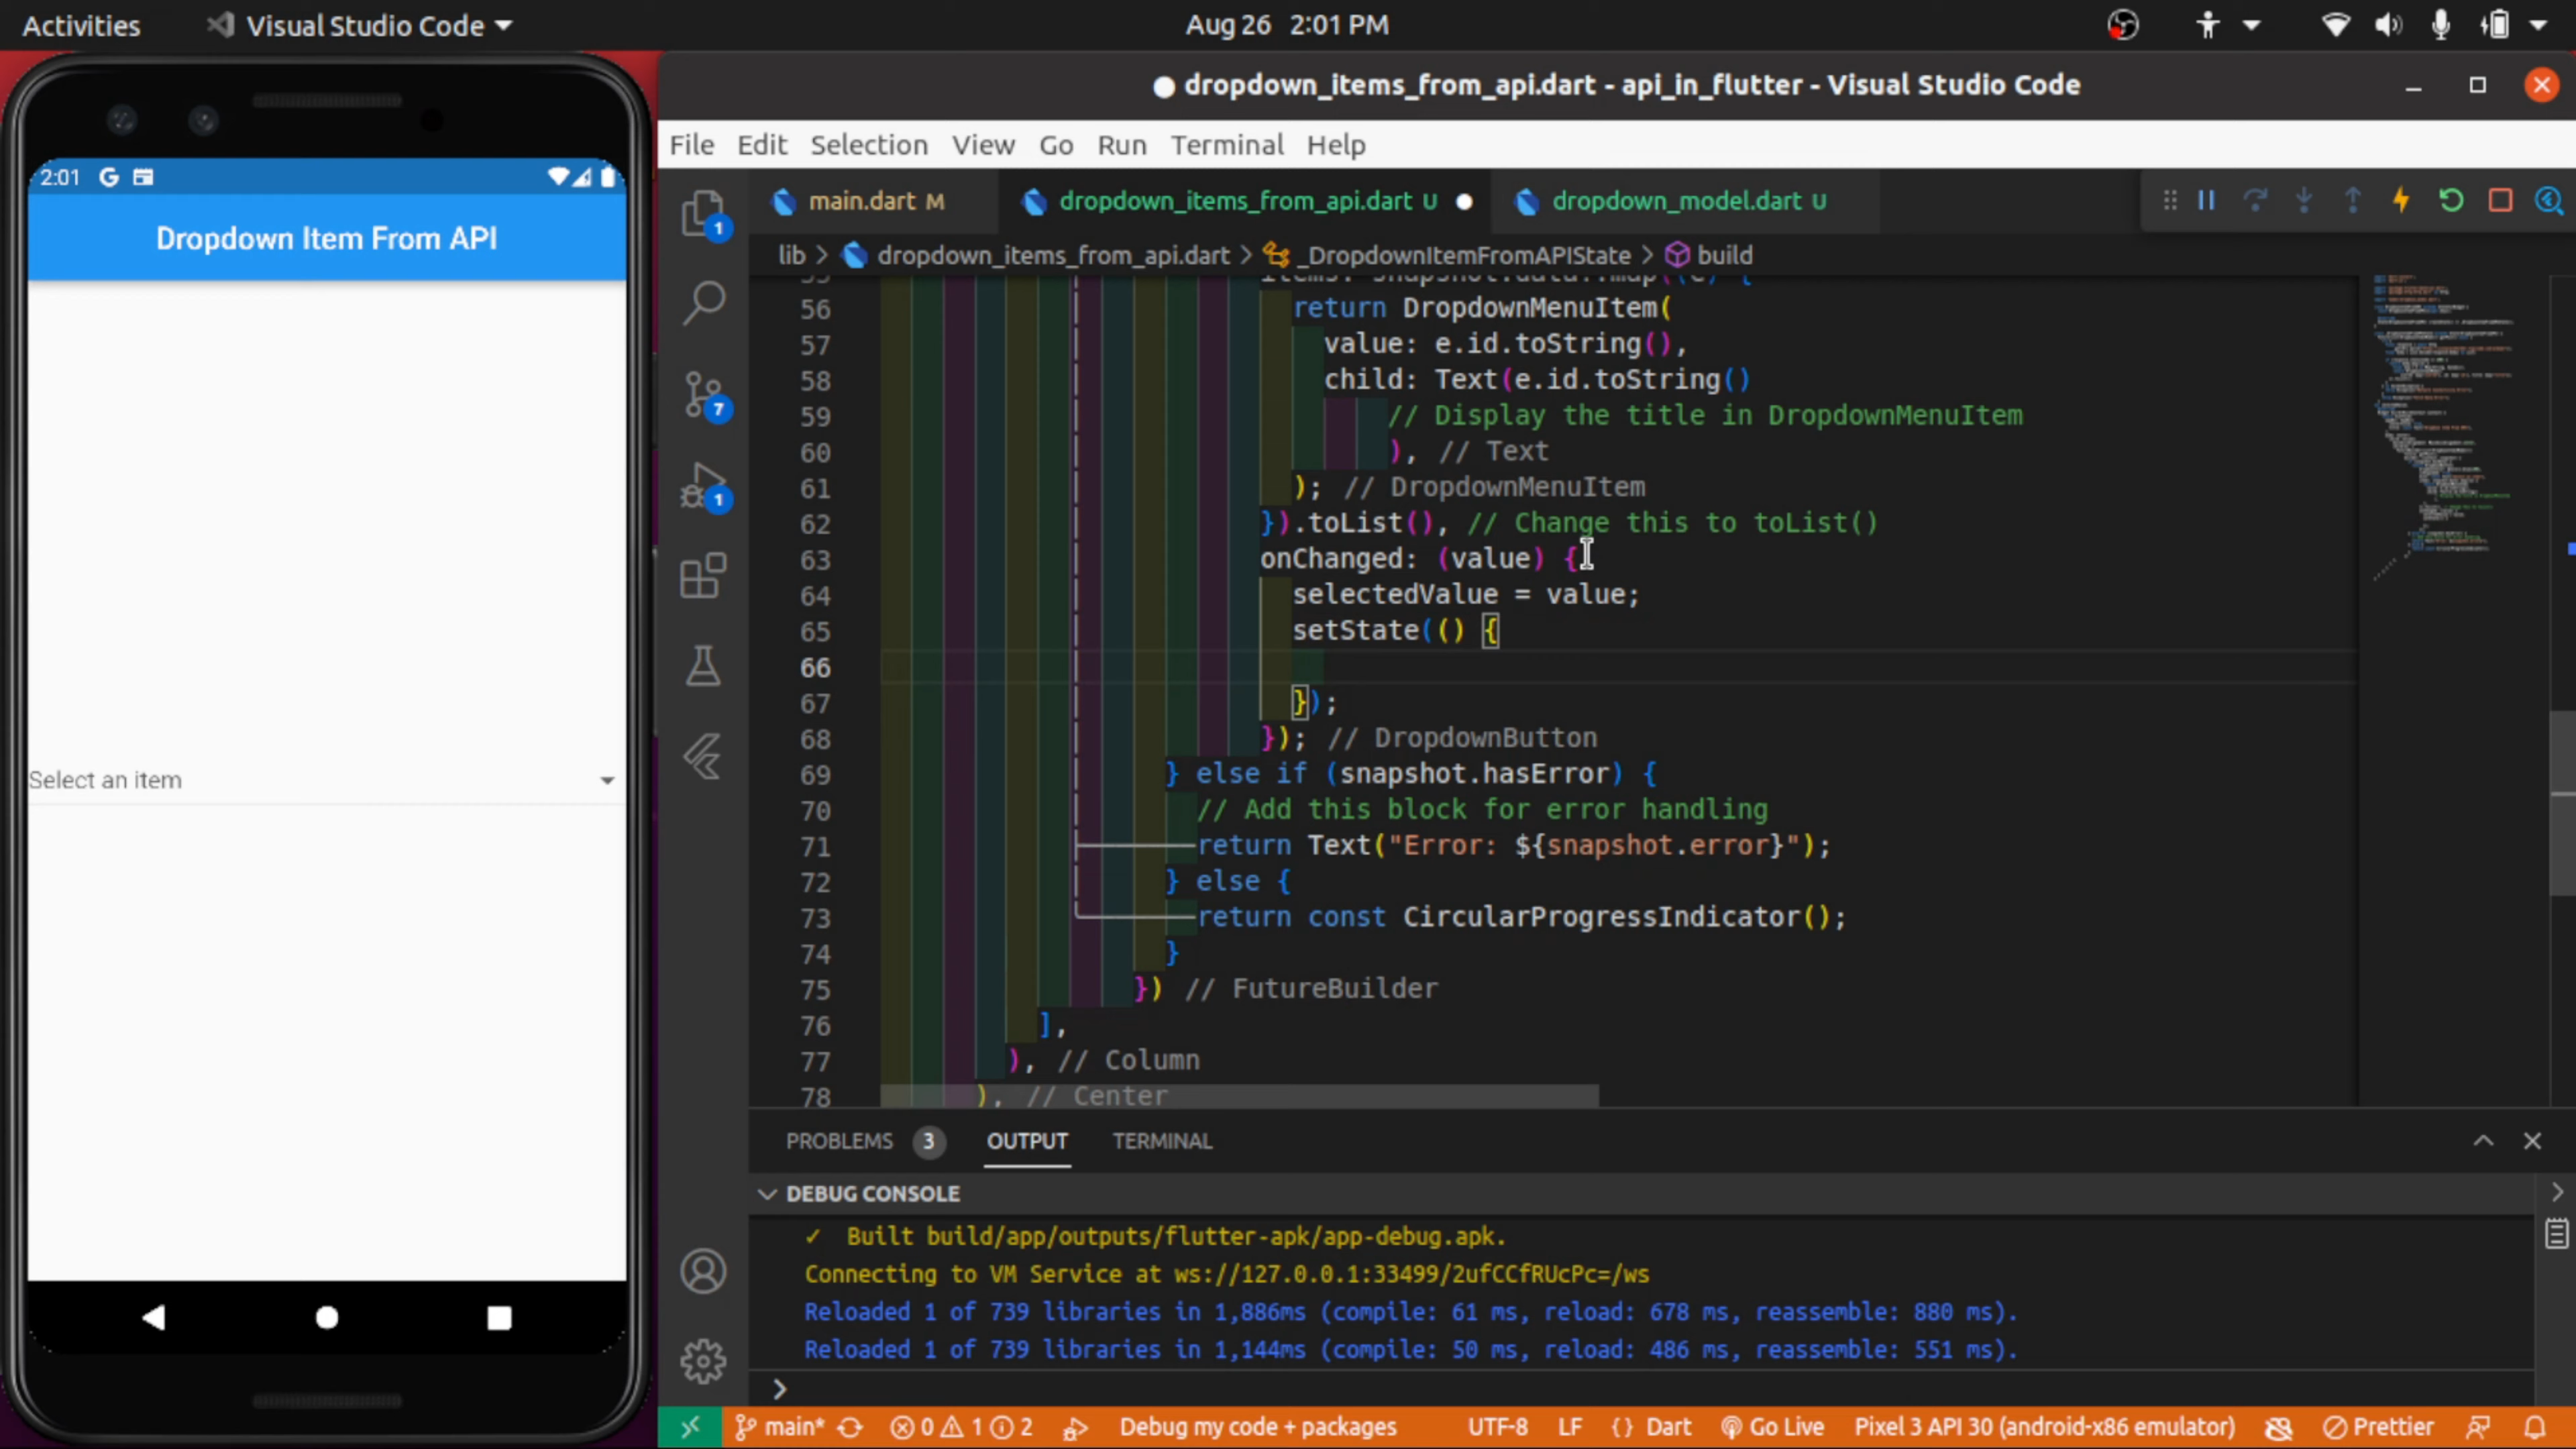 Activities Visual Studio Code Aug 26 2:01 PM
2:01 G
Dropdown Item From API
Select an item
dropdown_items_from_api.dart - api_in_flutter - Visual Studio Code
File Edit Selection View Go Run Terminal Help
1
7
1
main.dart M dropdown_items_from_api.dart U dropdown_model.dart U
lib > dropdown_items_from_api.dart > _DropdownItemFromAPIState > build
56 return DropdownMenuItem(
57 value: e.id.toString(),
58 child: Text(e.id.toString()
59 // Display the title in DropdownMenuItem
60 ), // Text
61 ); // DropdownMenuItem
62 }).toList(), // Change this to toList()
63 onChanged: (value) {
64 selectedValue = value;
65 setState(() {
66
67 });
68 }); // DropdownButton
69 } else if (snapshot.hasError) {
70 // Add this block for error handling
71 return Text("Error: ${snapshot.error}");
72 } else {
73 return const CircularProgressIndicator();
74 }
75 }) // FutureBuilder
76 ],
77 ), // Column
78 ), // Center
PROBLEMS 3 OUTPUT TERMINAL
DEBUG CONSOLE
✓ Built build/app/outputs/flutter-apk/app-debug.apk.
Connecting to VM Service at ws://127.0.0.1:33499/2ufCCfRUcPc=/ws
Reloaded 1 of 739 libraries in 1,886ms (compile: 61 ms, reload: 678 ms, reassemble: 880 ms).
Reloaded 1 of 739 libraries in 1,144ms (compile: 50 ms, reload: 486 ms, reassemble: 551 ms).
>
main* 0 1 2 Debug my code + packages UTF-8 LF {} Dart Go Live Pixel 3 API 30 (android-x86 emulator) Prettier